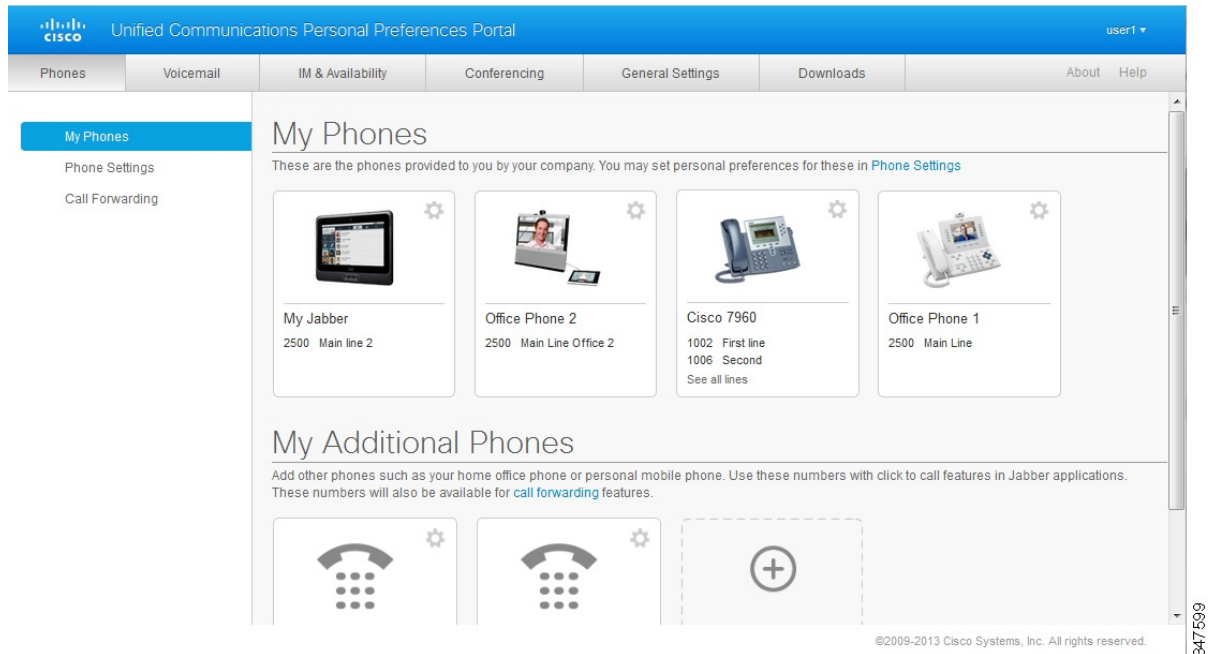 cisco Unified Communications Personal Preferences Portal user1
Phones Voicemail IM & Availability Conferencing General Settings Downloads About Help
My Phones
Phone Settings
Call Forwarding
My Phones
These are the phones provided to you by your company. You may set personal preferences for these in Phone Settings
My Jabber
2500 Main line 2
Office Phone 2
2500 Main Line Office 2
Cisco 7960
1002 First line
1006 Second
See all lines
Office Phone 1
2500 Main Line
My Additional Phones
Add other phones such as your home office phone or personal mobile phone. Use these numbers with click to call features in Jabber applications.
These numbers will also be available for call forwarding features.
©2009-2013 Cisco Systems, Inc. All rights reserved.
347599